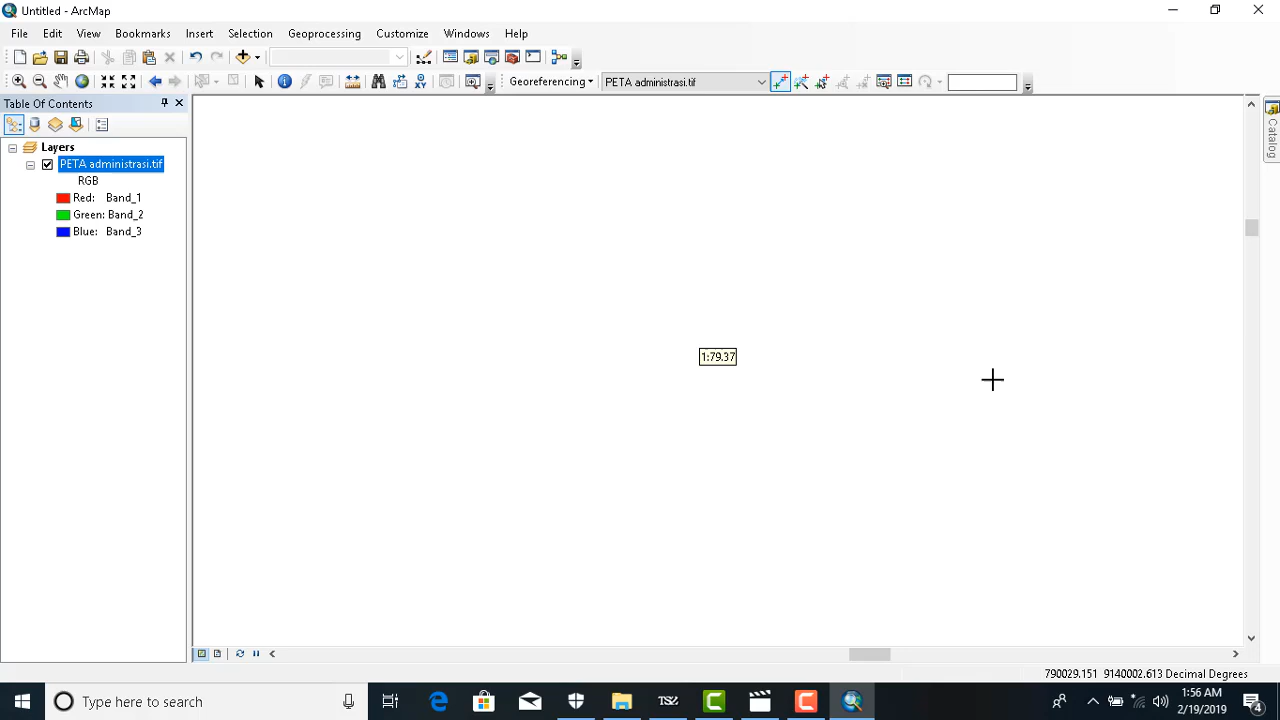 Untitled - ArcMap
File Edit View Bookmarks Insert Selection Geoprocessing Customize Windows Help
Georeferencing PETA administrasi.tif
Table Of Contents
Layers
PETA administrasi.tif
RGB
Red: Band_1
Green: Band_2
Blue: Band_3
1:79.37
Catalog
790029.151 9140002.613 Decimal Degrees
Type here to search
TS2
1:56 AM
2/19/2019
4